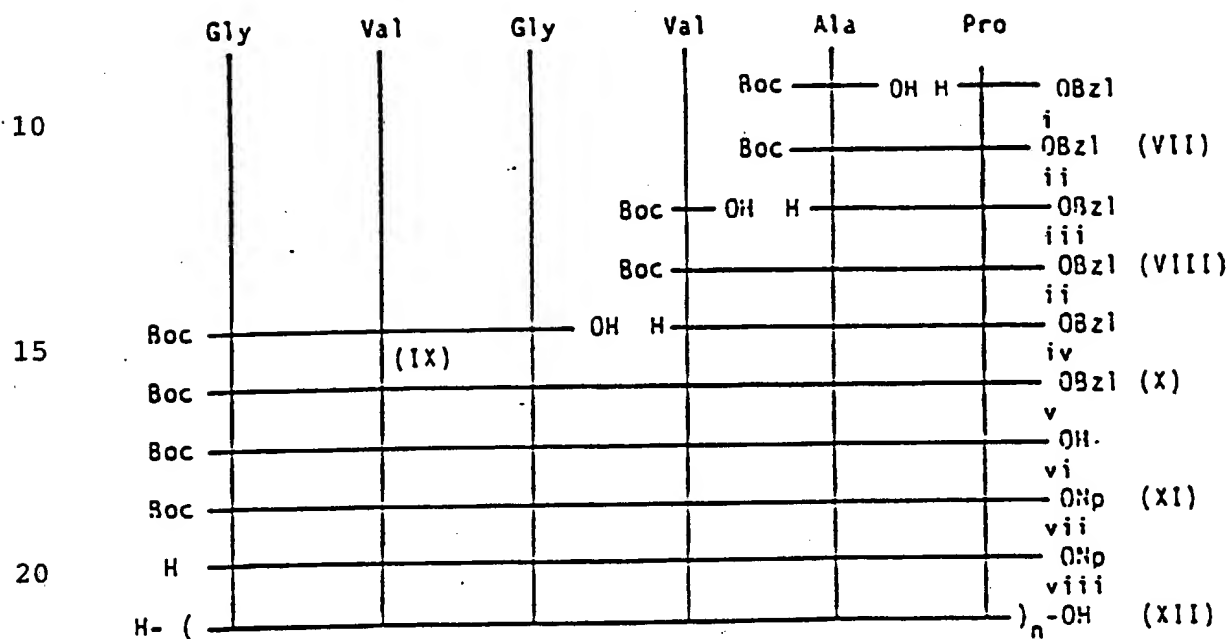 Gly Val Gly Val Ala Pro
Boc OH H OBzl
10 i
Boc OBzl (VII)
ii
Boc OH H OBzl
iii
Boc OBzl (VIII)
ii
Boc OH H OBzl
15 (IX) iv
Boc OBzl (X)
v
Boc OH.
vi
Boc ONp (XI)
vii
20 H ONp
viii
H- ( )n-OH (XII)